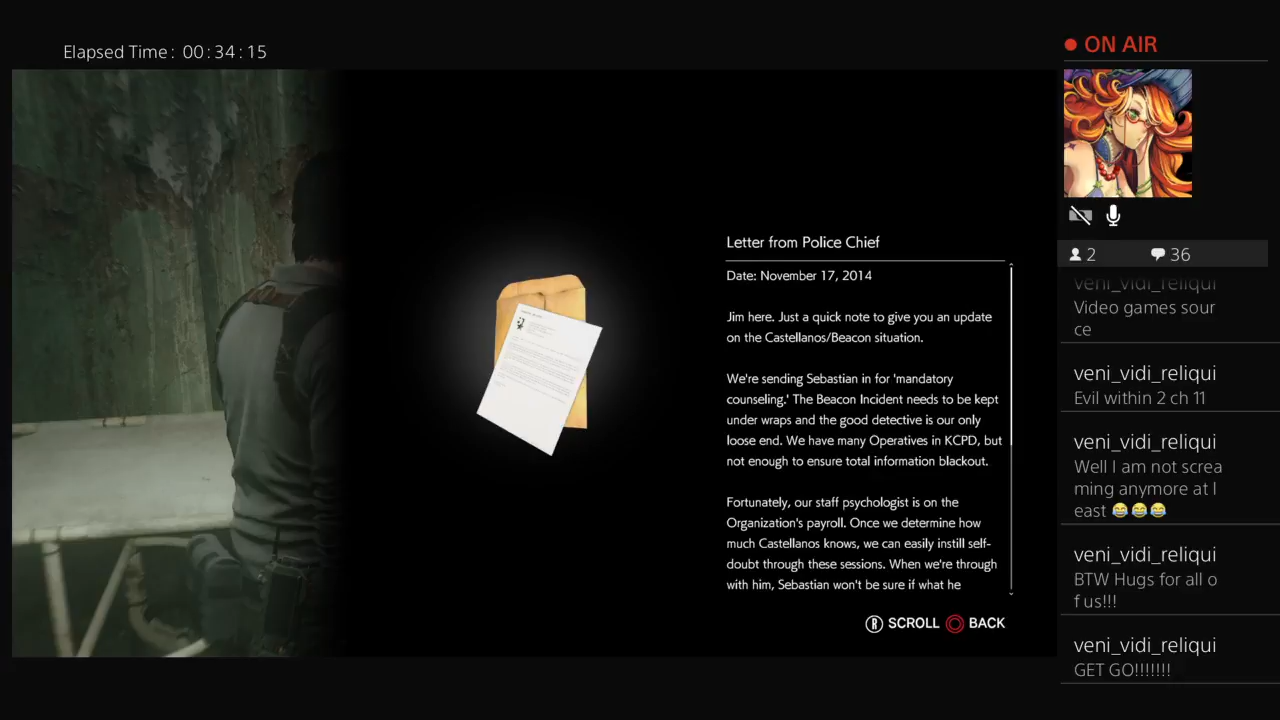 Elapsed Time: 00:34:15
ON AIR
2
36
Letter from Police Chief
Date: November 17, 2014
Jim here. Just a quick note to give you an update
on the Castellanos/Beacon situation.
We're sending Sebastian in for 'mandatory
counseling.' The Beacon Incident needs to be kept
under wraps and the good detective is our only
loose end. We have many Operatives in KCPD, but
not enough to ensure total information blackout.
Fortunately, our staff psychologist is on the
Organization's payroll. Once we determine how
much Castellanos knows, we can easily instill self-
doubt through these sessions. When we're through
with him, Sebastian won't be sure if what he
R SCROLL BACK
veni_vidi_reliqui
Video games sour
ce
veni_vidi_reliqui
Evil within 2 ch 11
veni_vidi_reliqui
Well I am not screa
ming anymore at l
east 😂😂😂
veni_vidi_reliqui
BTW Hugs for all o
f us!!!
veni_vidi_reliqui
GET GO!!!!!!!